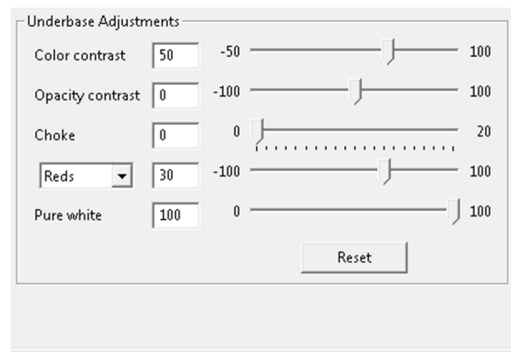 Underbase Adjustments
Color contrast 50 -50 100
Opacity contrast 0 -100 100
Choke 0 0 20
Reds 30 -100 100
Pure white 100 0 100
Reset